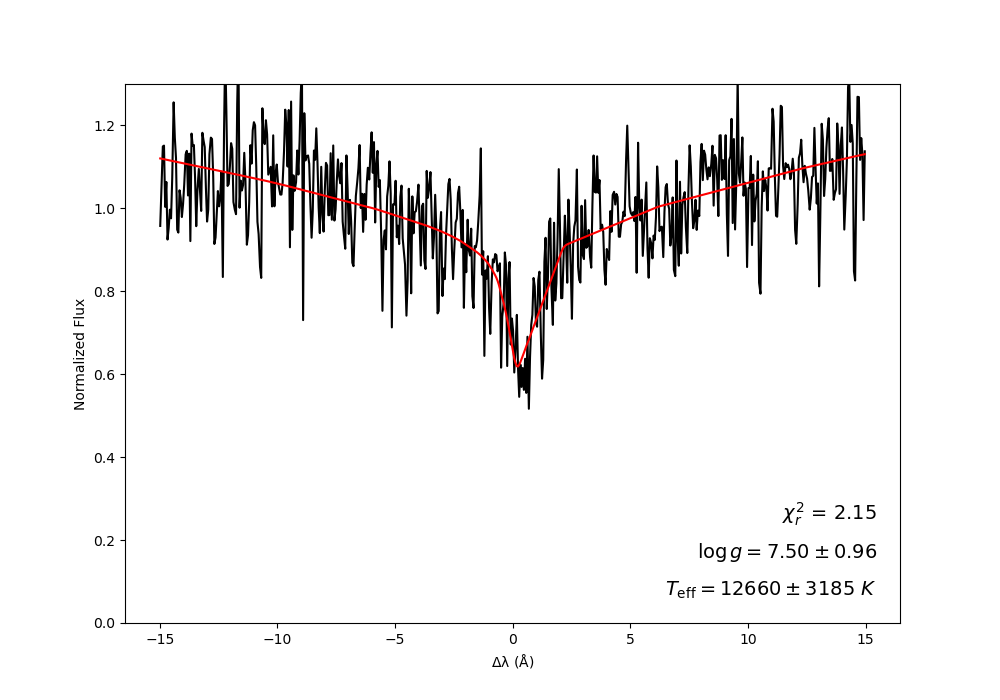 1.2
1.0
0.8
0.6
0.4
0.2
0.0
Normalized Flux
χ²ᵣ = 2.15
log g = 7.50 ± 0.96
T_eff = 12660 ± 3185 K
−15 −10 −5 0 5 10 15
Δλ (Å)